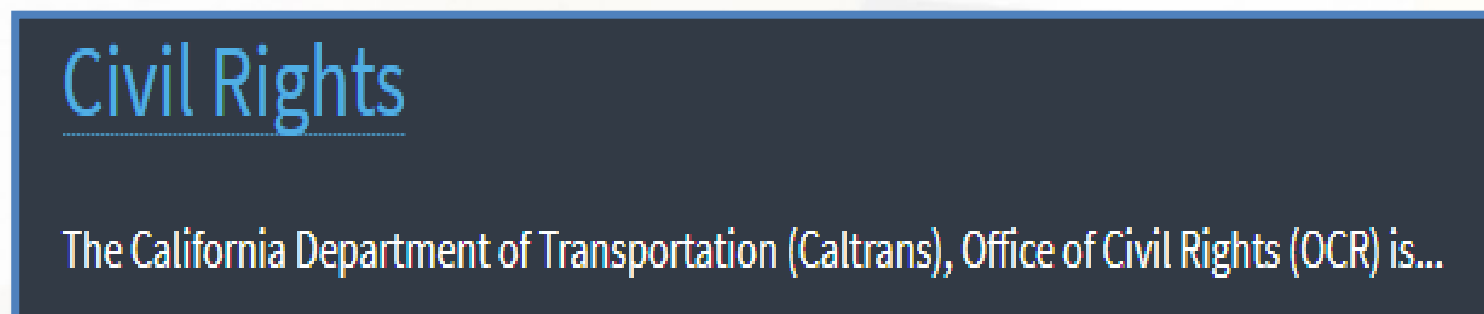 Civil Rights
The California Department of Transportation (Caltrans), Office of Civil Rights (OCR) is...